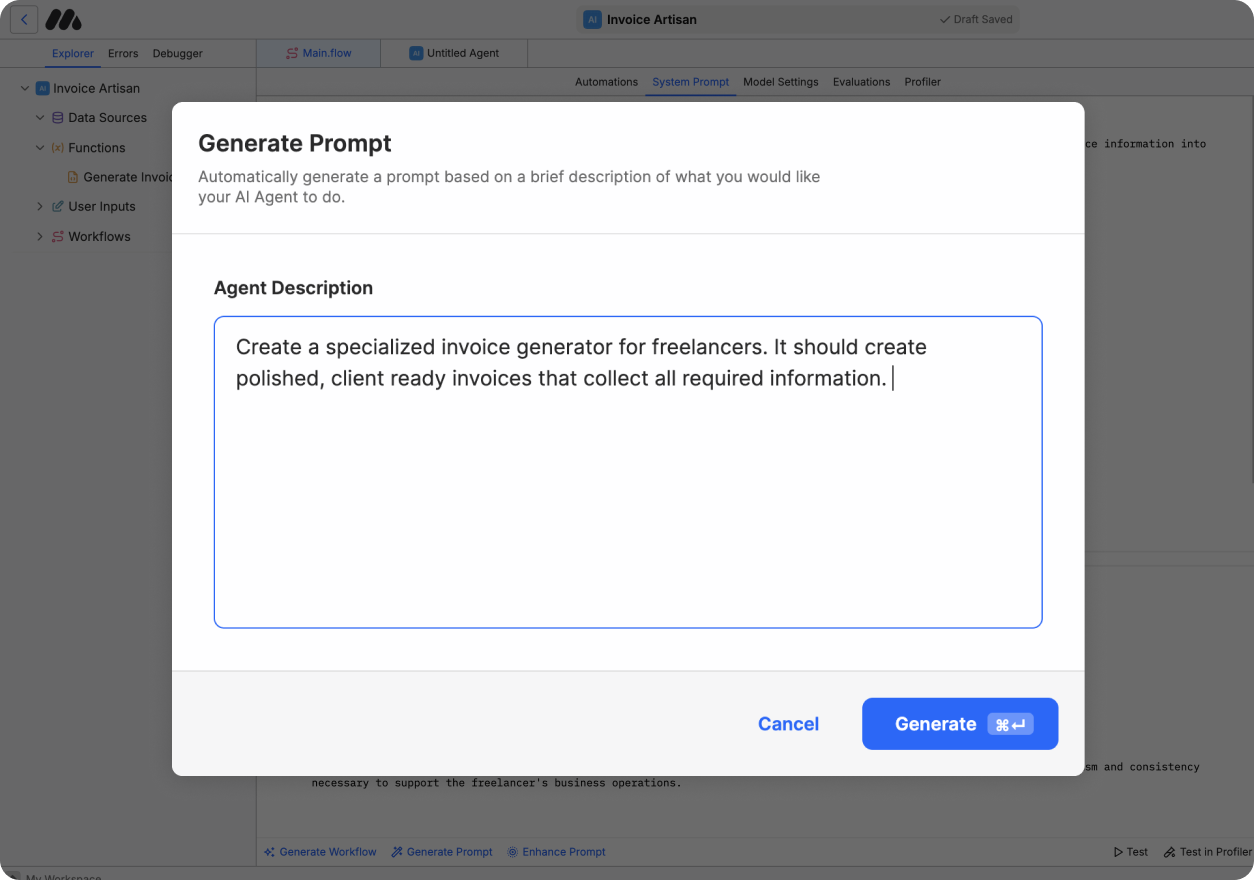 AI Invoice Artisan
Draft Saved
Explorer Errors Debugger
Main.flow
AI Untitled Agent
Automations System Prompt Model Settings Evaluations Profiler
AI Invoice Artisan
Data Sources
(x) Functions
Generate
User Inputs
Workflows
information into
Generate Prompt
Automatically generate a prompt based on a brief description of what you would like
your AI Agent to do.
Agent Description
Create a specialized invoice generator for freelancers. It should create
polished, client ready invoices that collect all required information.
Cancel
Generate ⌘↵
and consistency
necessary to support the freelancer's business operations.
Generate Workflow Generate Prompt Enhance Prompt
Test Test in Profiler
My Workspace